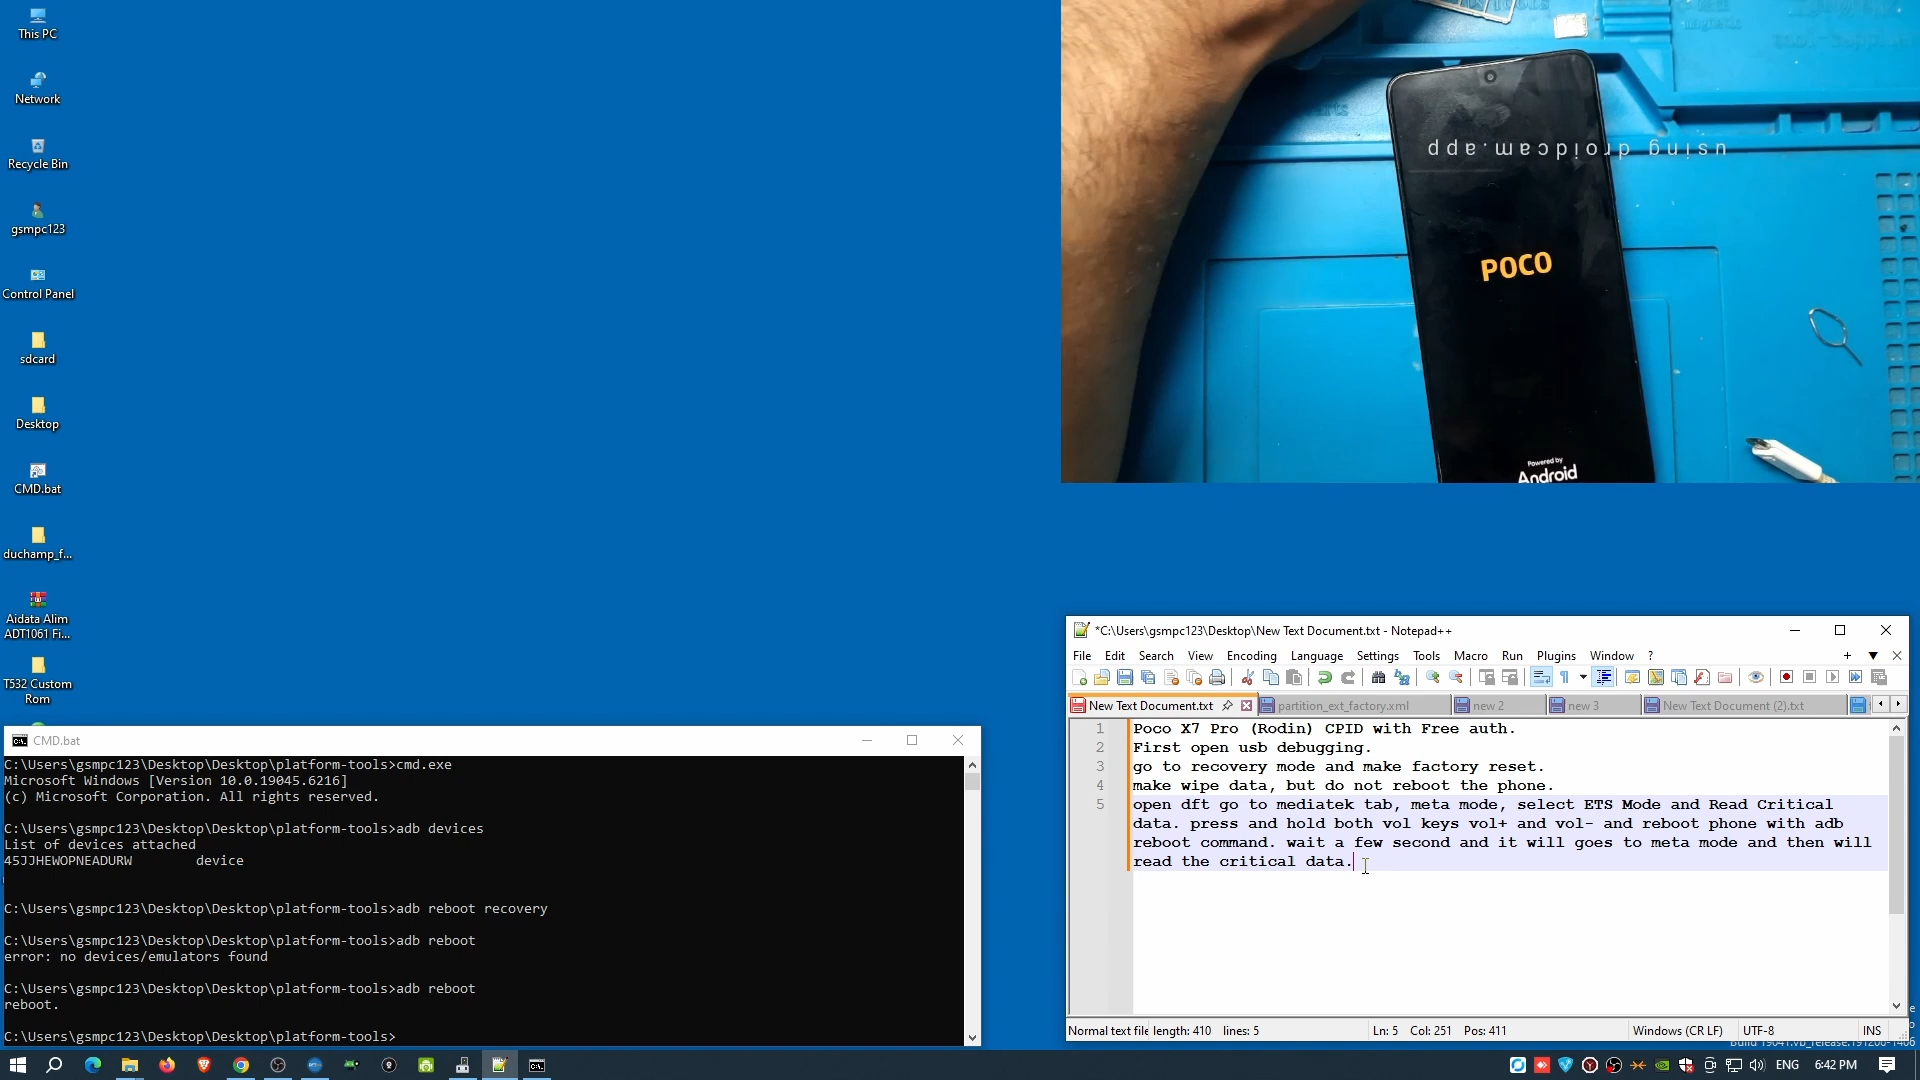 This PC
Network
Recycle Bin
gsmpc123
Control Panel
sdcard
Desktop
CMD.bat
duchamp_f...
Aidata Alim
ADT1061 Fi...
T532 Custom
Rom
using droidcam.app
POCO
Powered by
Android
CMD.bat
C:\Users\gsmpc123\Desktop\Desktop\platform-tools>cmd.exe
Microsoft Windows [Version 10.0.19045.6216]
(c) Microsoft Corporation. All rights reserved.
C:\Users\gsmpc123\Desktop\Desktop\platform-tools>adb devices
List of devices attached
45JJHEWOPNEADURW device
C:\Users\gsmpc123\Desktop\Desktop\platform-tools>adb reboot recovery
C:\Users\gsmpc123\Desktop\Desktop\platform-tools>adb reboot
error: no devices/emulators found
C:\Users\gsmpc123\Desktop\Desktop\platform-tools>adb reboot
reboot.
C:\Users\gsmpc123\Desktop\Desktop\platform-tools>
*C:\Users\gsmpc123\Desktop\New Text Document.txt - Notepad++
File Edit Search View Encoding Language Settings Tools Macro Run Plugins Window ?
New Text Document.txt partition_ext_factory.xml new 2 new 3 New Text Document (2).txt
1 Poco X7 Pro (Rodin) CPID with Free auth.
2 First open usb debugging.
3 go to recovery mode and make factory reset.
4 make wipe data, but do not reboot the phone.
5 open dft go to mediatek tab, meta mode, select ETS Mode and Read Critical
data. press and hold both vol keys vol+ and vol- and reboot phone with adb
reboot command. wait a few second and it will goes to meta mode and then will
read the critical data.
Normal text file length: 410 lines: 5 Ln: 5 Col: 251 Pos: 411 Windows (CR LF) UTF-8 INS
ENG 6:42 PM